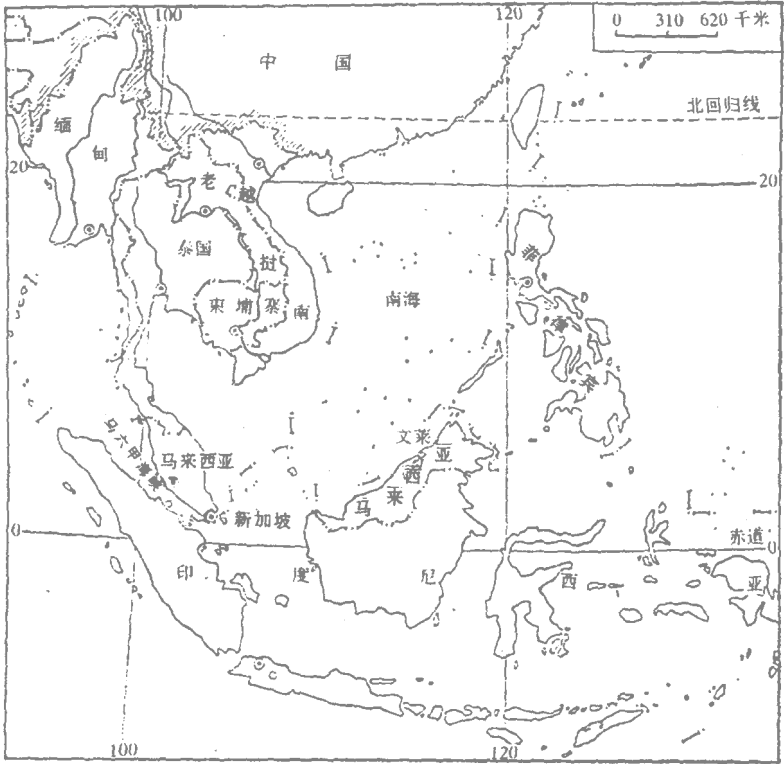 100
120
0 310 620 千米
中国
北回归线
缅
甸
20
20
老
越
泰国
挝
南海
菲
柬埔寨
南
律
宾
文莱
马六甲海峡
马来西亚
马来西亚
新加坡
0
赤道
0
印度尼西亚
100
120